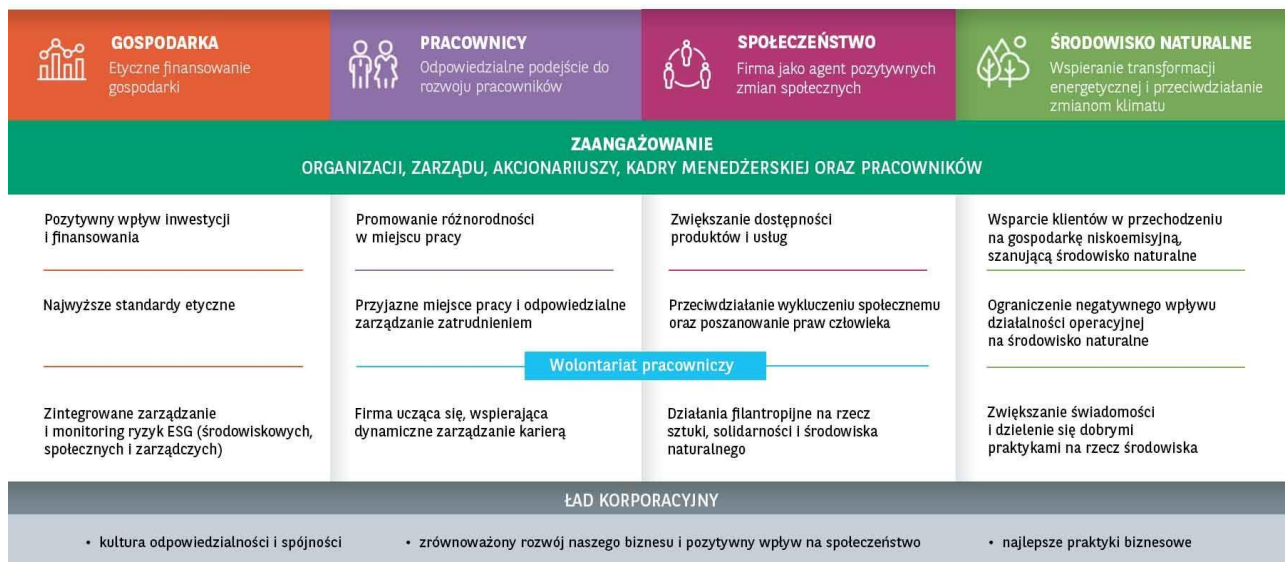 GOSPODARKA
Etyczne finansowanie
gospodarki
PRACOWNICY
Odpowiedzialne podejście do
rozwoju pracowników
SPOŁECZEŃSTWO
Firma jako agent pozytywnych
zmian społecznych
ŚRODOWISKO NATURALNE
Wspieranie transformacji
energetycznej i przeciwdziałanie
zmianom klimatu
ZAANGAŻOWANIE
ORGANIZACJI, ZARZĄDU, AKCJONARIUSZY, KADRY MENEDŻERSKIEJ ORAZ PRACOWNIKÓW
Pozytywny wpływ inwestycji
i finansowania
Promowanie różnorodności
w miejscu pracy
Zwiększanie dostępności
produktów i usług
Wsparcie klientów w przechodzeniu
na gospodarkę niskoemisyjną,
szanującą środowisko naturalne
Najwyższe standardy etyczne
Przyjazne miejsce pracy i odpowiedzialne
zarządzanie zatrudnieniem
Przeciwdziałanie wykluczeniu społecznemu
oraz poszanowanie praw człowieka
Ograniczenie negatywnego wpływu
działalności operacyjnej
na środowisko naturalne
Wolontariat pracowniczy
Zintegrowane zarządzanie
i monitoring ryzyk ESG (środowiskowych,
społecznych i zarządczych)
Firma ucząca się, wspierająca
dynamiczne zarządzanie karierą
Działania filantropijne na rzecz
sztuki, solidarności i środowiska
naturalnego
Zwiększanie świadomości
i dzielenie się dobrymi
praktykami na rzecz środowiska
ŁAD KORPORACYJNY
• kultura odpowiedzialności i spójności
• zrównoważony rozwój naszego biznesu i pozytywny wpływ na społeczeństwo
• najlepsze praktyki biznesowe